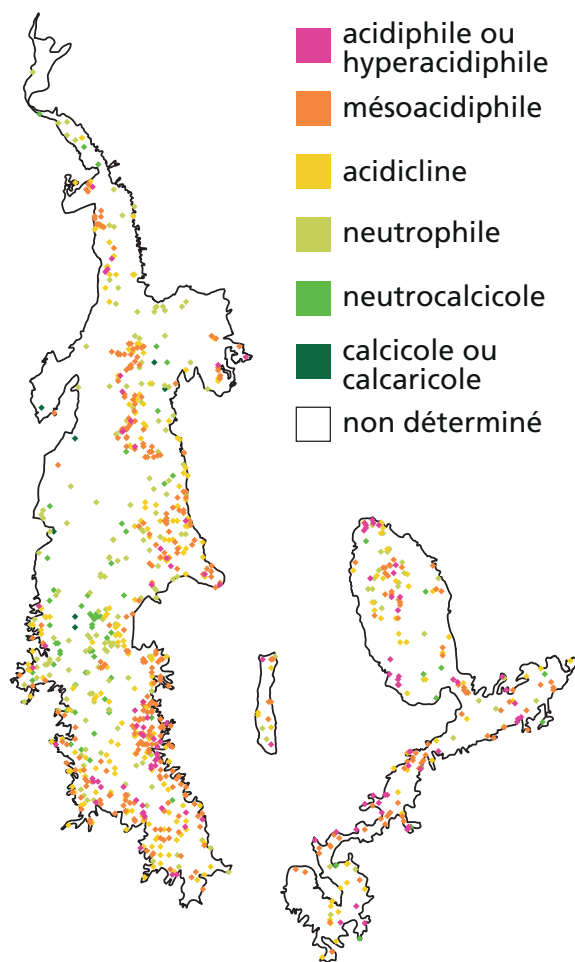 acidiphile ou
hyperacidiphile
mésoacidiphile
acidicline
neutrophile
neutrocalcicole
calcicole ou
calcaricole
non déterminé